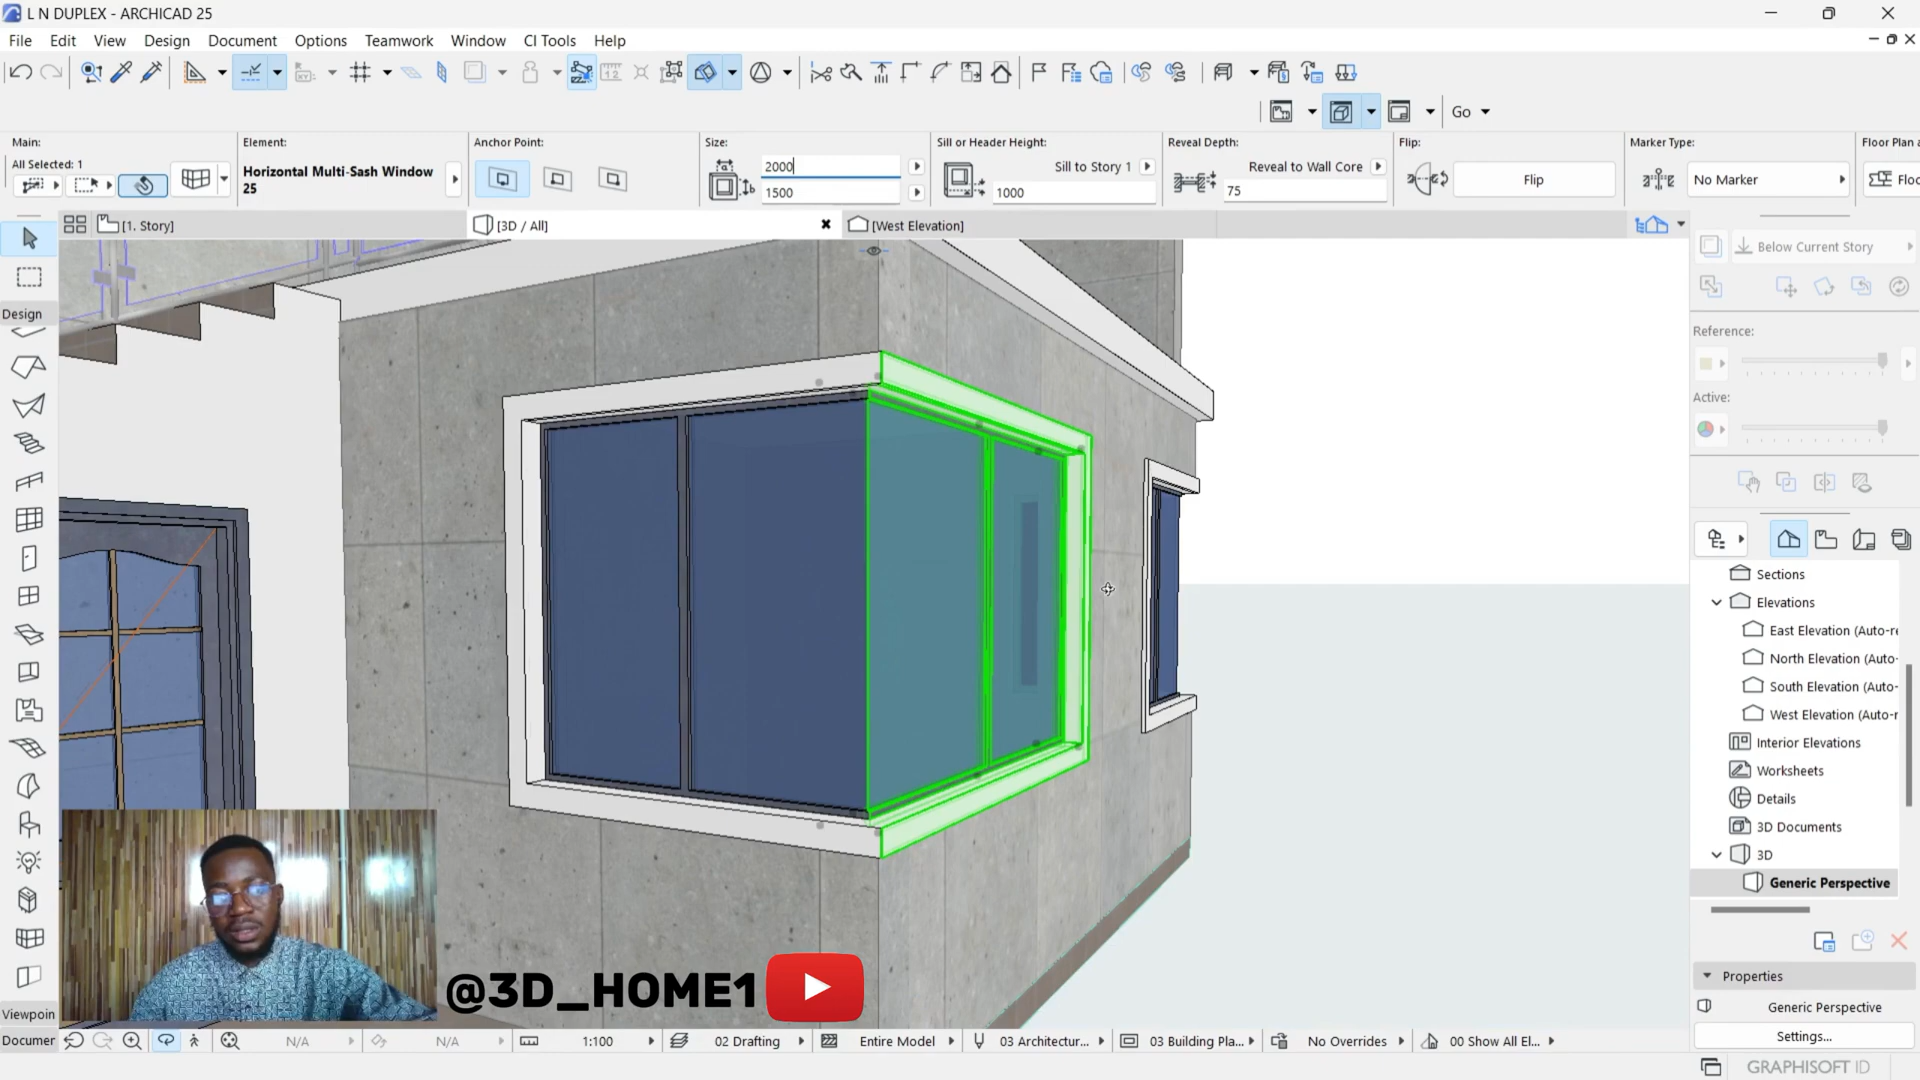 L N DUPLEX - ARCHICAD 25
File Edit View Design Document Options Teamwork Window CI Tools Help
Go
Main:
All Selected: 1
Element:
Horizontal Multi-Sash Window 25
Anchor Point:
Size:
2000
1500
Sill or Header Height:
Sill to Story 1
1000
Reveal Depth:
Reveal to Wall Core
75
Flip:
Flip
Marker Type:
No Marker
Floor Plan a
Floo
[1. Story]
[3D / All]
[West Elevation]
Design
Below Current Story
Reference:
Active:
Sections
Elevations
East Elevation (Auto-re
North Elevation (Auto-
South Elevation (Auto-
West Elevation (Auto-r
Interior Elevations
Worksheets
Details
3D Documents
3D
Generic Perspective
Properties
Generic Perspective
Settings...
@3D_HOME1
Viewpoin
Documer
N/A
N/A
1:100
02 Drafting
Entire Model
03 Architectur...
03 Building Pla...
No Overrides
00 Show All El...
GRAPHISOFT ID